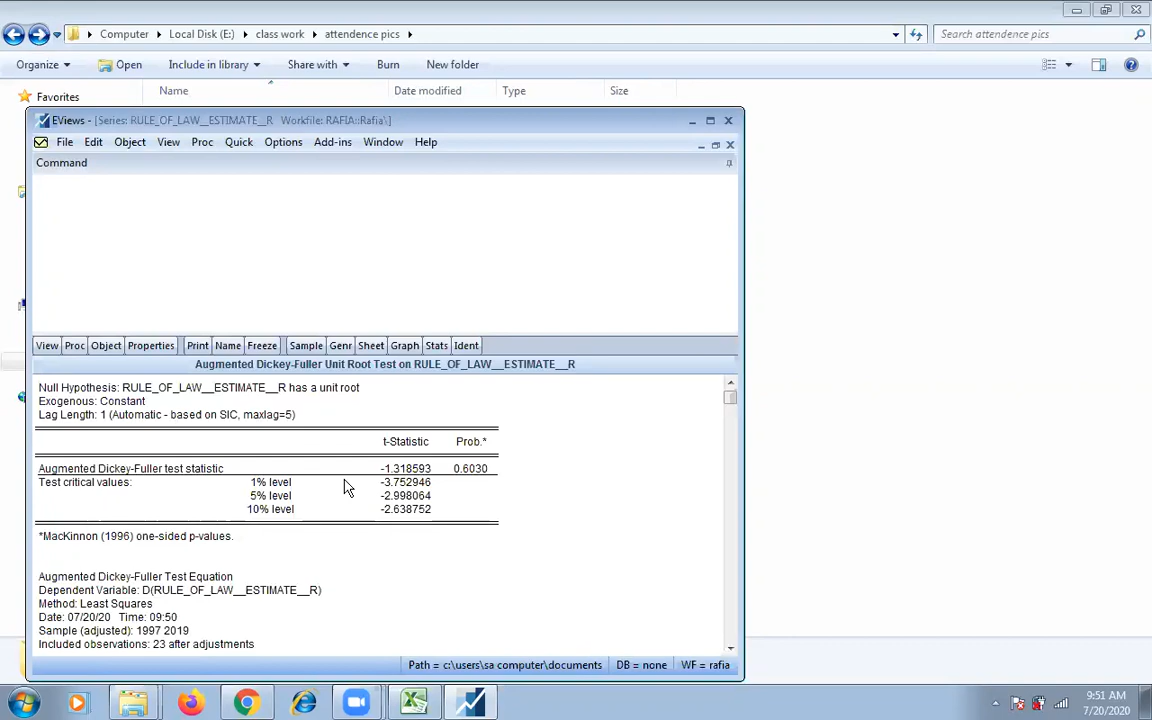 Computer Local Disk (E:) class work attendence pics
Search attendence pics
Organize Open Include in library Share with Burn New folder
Favorites Name Date modified Type Size
EViews - [Series: RULE_OF_LAW__ESTIMATE__R Workfile: RAFIA::Rafia\]
File Edit Object View Proc Quick Options Add-ins Window Help
Command
View Proc Object Properties Print Name Freeze Sample Genr Sheet Graph Stats Ident
Augmented Dickey-Fuller Unit Root Test on RULE_OF_LAW__ESTIMATE__R
Null Hypothesis: RULE_OF_LAW__ESTIMATE__R has a unit root
Exogenous: Constant
Lag Length: 1 (Automatic - based on SIC, maxlag=5)
t-Statistic Prob.*
Augmented Dickey-Fuller test statistic -1.318593 0.6030
Test critical values: 1% level -3.752946
5% level -2.998064
10% level -2.638752
*MacKinnon (1996) one-sided p-values.
Augmented Dickey-Fuller Test Equation
Dependent Variable: D(RULE_OF_LAW__ESTIMATE__R)
Method: Least Squares
Date: 07/20/20 Time: 09:50
Sample (adjusted): 1997 2019
Included observations: 23 after adjustments
Path = c:\users\sa computer\documents DB = none WF = rafia
9:51 AM
7/20/2020